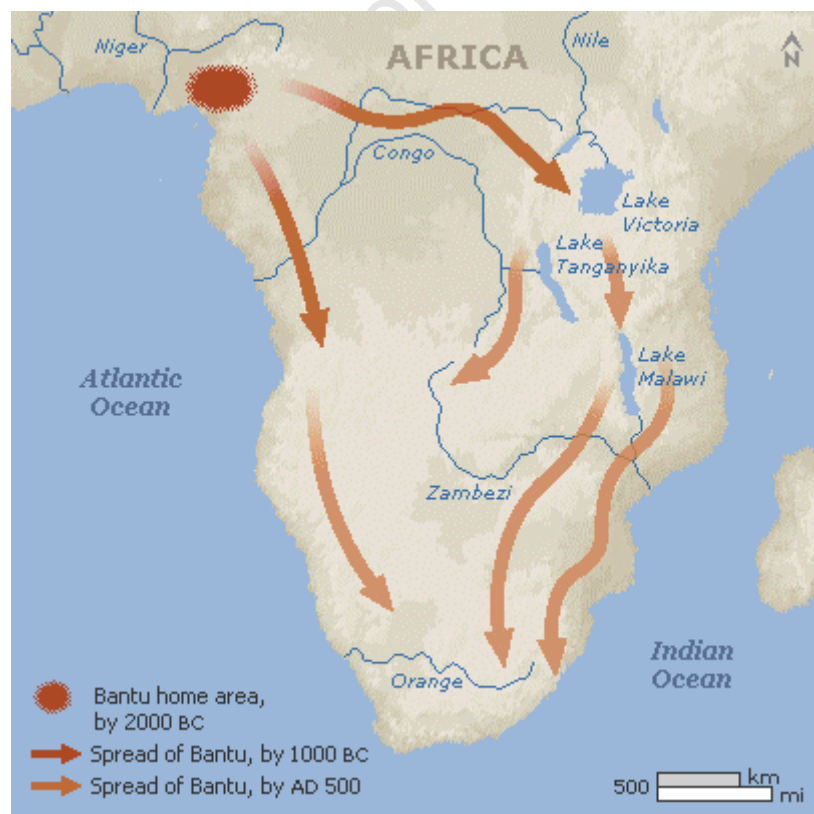 AFRICA
Niger
Nile
N
Congo
Lake
Victoria
Lake
Tanganyika
Lake
Malawi
Atlantic
Ocean
Zambezi
Indian
Ocean
Orange
Bantu home area,
by 2000 BC
Spread of Bantu, by 1000 BC
Spread of Bantu, by AD 500
500 km
mi